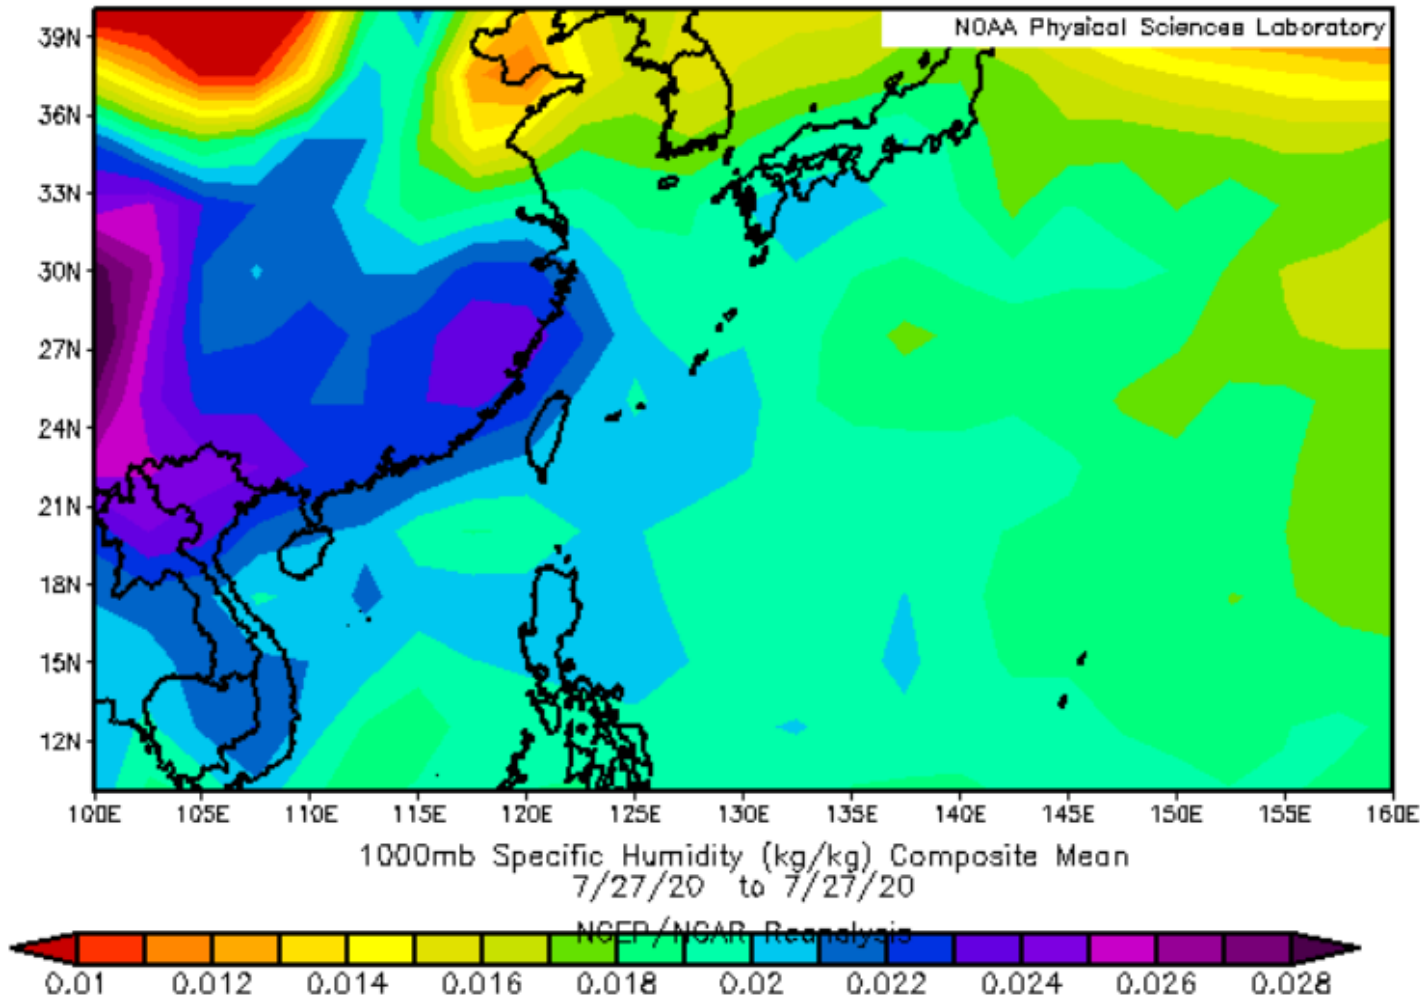 NOAA Physical Sciences Laboratory
39N
36N
33N
30N
27N
24N
21N
18N
15N
12N
100E 105E 110E 115E 120E 125E 130E 135E 140E 145E 150E 155E 160E
1000mb Specific Humidity (kg/kg) Composite Mean
7/27/20 to 7/27/20
NCEP/NCAR Reanalysis
0.01 0.012 0.014 0.016 0.018 0.02 0.022 0.024 0.026 0.028